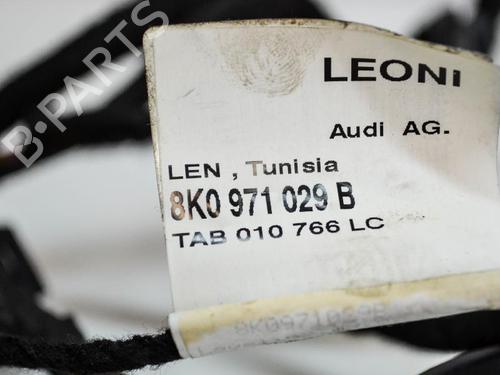 LEONI
Audi AG.
LEN , Tunisia
8K0 971 029 B
TAB 010 766 LC
8K0971029B
B-PARTS